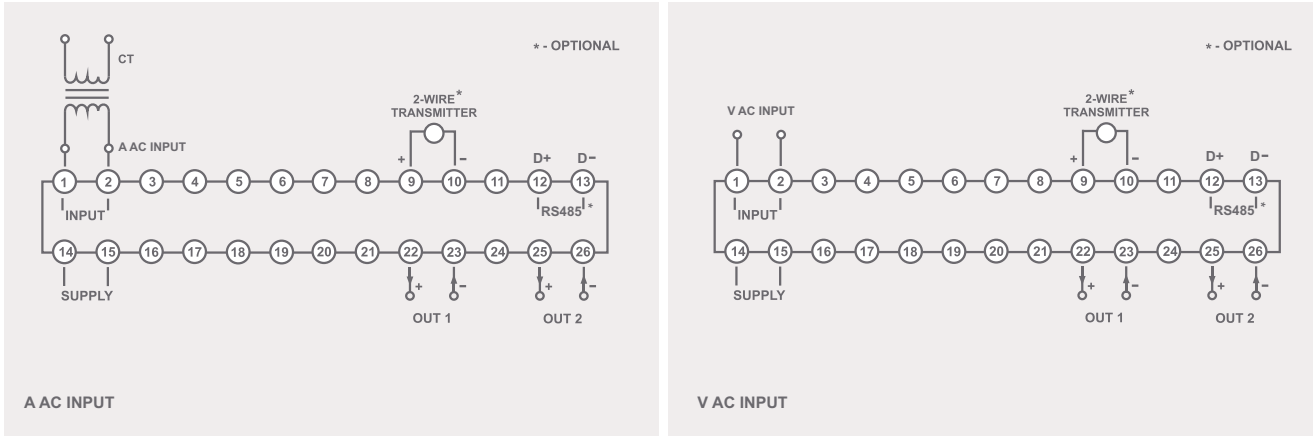 CT
* - OPTIONAL
2-WIRE*
TRANSMITTER
A AC INPUT
+ −
D+ D−
1 2 3 4 5 6 7 8 9 10 11 12 13
INPUT
RS485*
14 15 16 17 18 19 20 21 22 23 24 25 26
+ − + −
SUPPLY
OUT 1
OUT 2
A AC INPUT
* - OPTIONAL
2-WIRE*
V AC INPUT
TRANSMITTER
+ −
D+ D−
1 2 3 4 5 6 7 8 9 10 11 12 13
INPUT
RS485*
14 15 16 17 18 19 20 21 22 23 24 25 26
+ − + −
SUPPLY
OUT 1
OUT 2
V AC INPUT